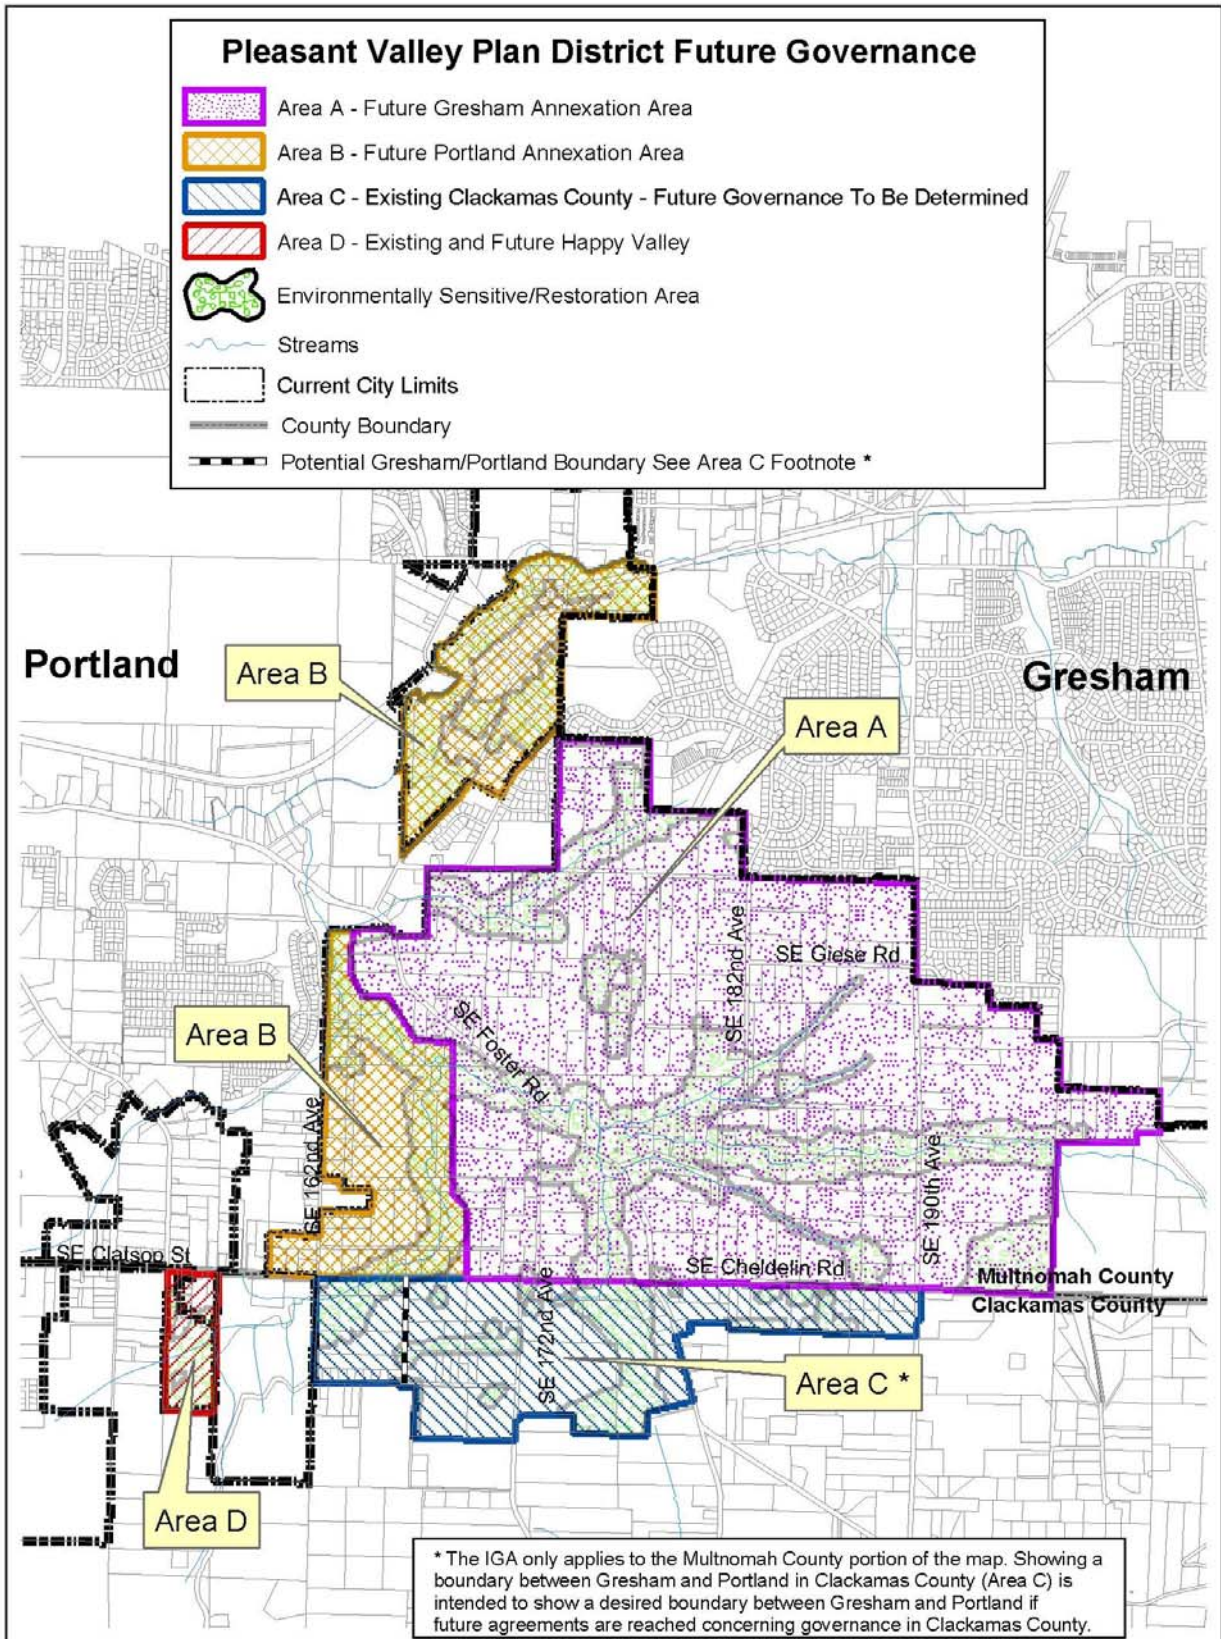 Pleasant Valley Plan District Future Governance
Area A - Future Gresham Annexation Area
Area B - Future Portland Annexation Area
Area C - Existing Clackamas County - Future Governance To Be Determined
Area D - Existing and Future Happy Valley
Environmentally Sensitive/Restoration Area
Streams
Current City Limits
County Boundary
Potential Gresham/Portland Boundary See Area C Footnote *
Portland
Gresham
Area B
Area A
SE 182nd Ave
SE Giese Rd
SE Foster Rd
Area B
SE 162nd Ave
SE 190th Ave
SE Clatsop St
SE Cheldelin Rd
Multnomah County
Clackamas County
SE 172nd Ave
Area C *
Area D
* The IGA only applies to the Multnomah County portion of the map. Showing a
boundary between Gresham and Portland in Clackamas County (Area C) is
intended to show a desired boundary between Gresham and Portland if
future agreements are reached concerning governance in Clackamas County.